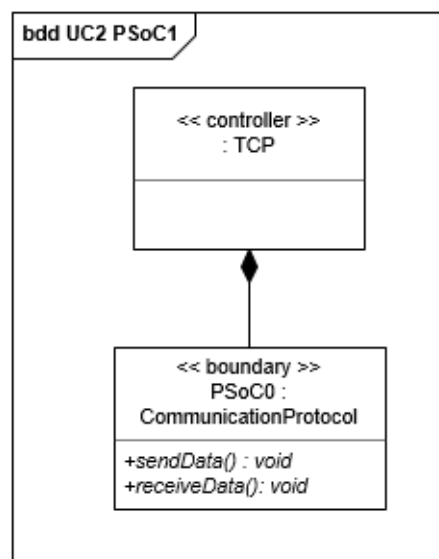 bdd UC2 PSoC1
<< controller >>
: TCP
<< boundary >>
PSoC0 :
CommunicationProtocol
+sendData() : void
+receiveData(): void